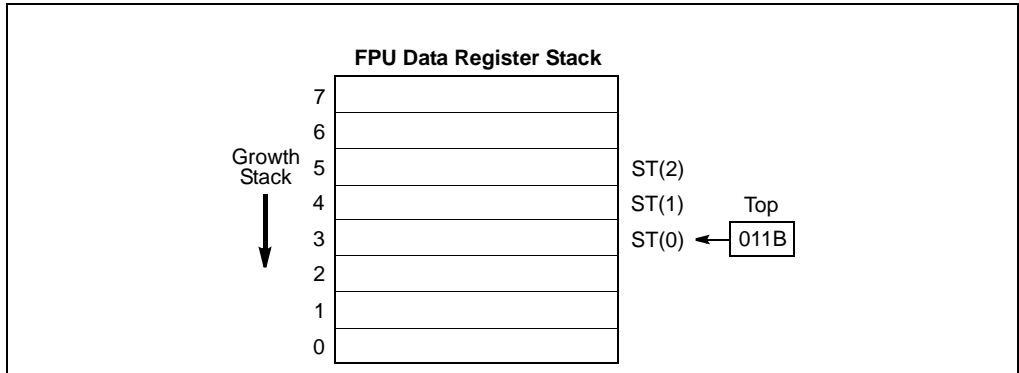 FPU Data Register Stack
7
6
Growth
Stack
5
ST(2)
4
ST(1)
Top
3
ST(0)
011B
2
1
0